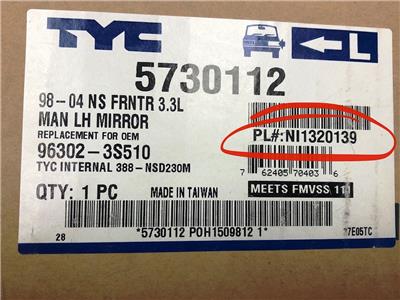 TYC
L
5730112
98-04 NS FRNTR 3.3L
MAN LH MIRROR
REPLACEMENT FOR OEM
96302-3S510
TYC INTERNAL 388-NSD230M
PL#:NI1320139
7 62405 70403 6
QTY: 1 PC
MADE IN TAIWAN
MEETS FMVSS 111
28
*5730112 POH1509812 1*